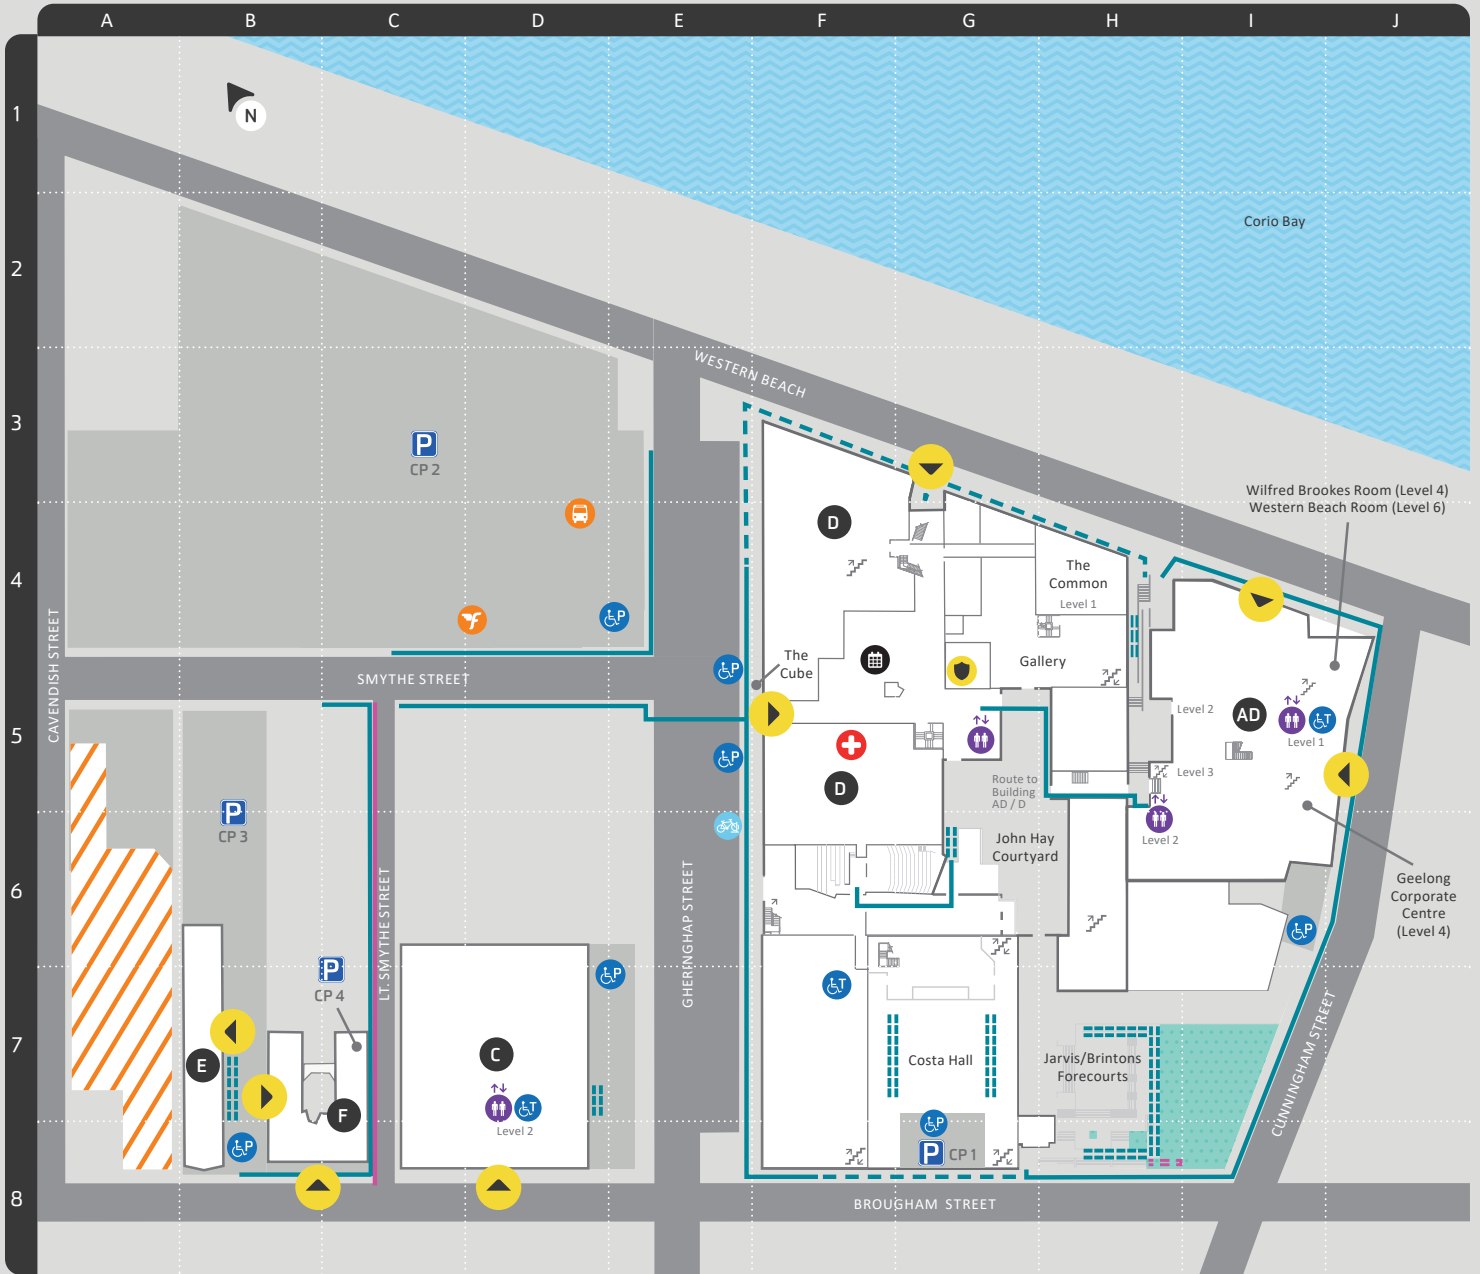 A B C D E F G H I J
1
N
Corio Bay
2
WESTERN BEACH
3
P
CP 2
Wilfred Brookes Room (Level 4)
Western Beach Room (Level 6)
D
4
The
Common
Level 1
P
CAVENDISH STREET
The
Cube
Gallery
P
SMYTHE STREET
Level 2
AD
T
Level 1
5
P
D
Level 3
Route to
Building
AD / D
P
CP 3
Level 2
John Hay
Courtyard
6
GHERINGHAP STREET
LT. SMYTHE STREET
Geelong
Corporate
Centre
(Level 4)
P
P
CP 4
P
T
CUNNINGHAM STREET
7
E
C
Costa Hall
Jarvis/Brintons
Forecourts
F
T
Level 2
P
P
P
CP 1
8
BROUGHAM STREET